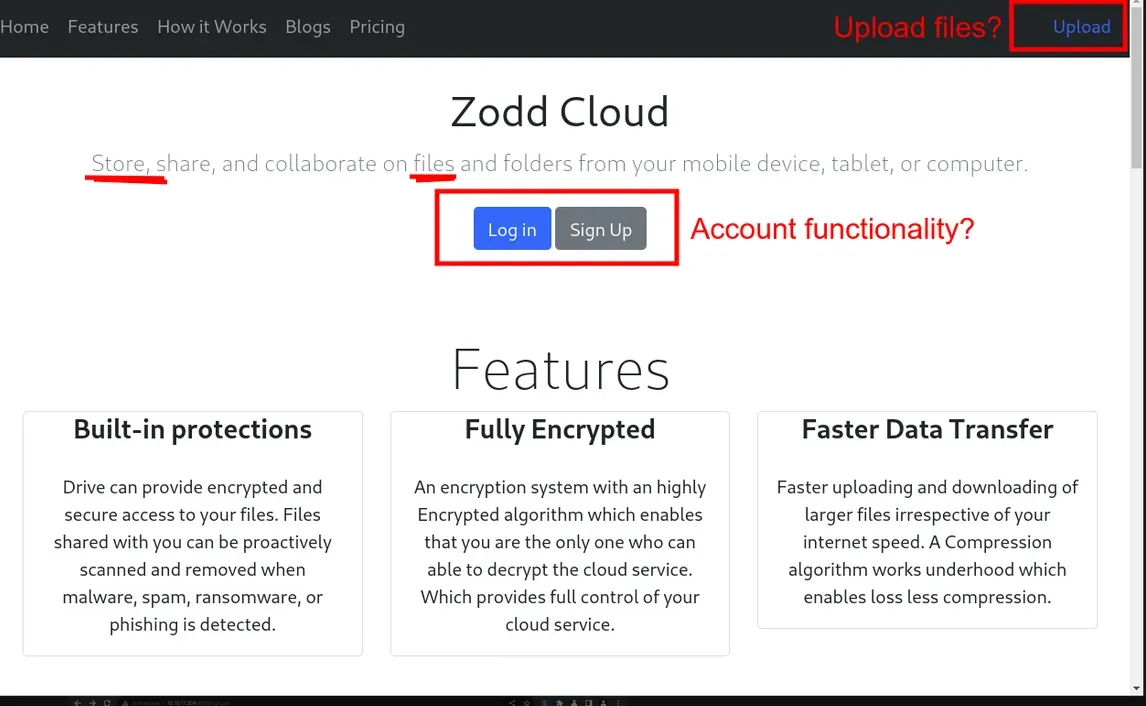 Home Features How it Works Blogs Pricing Upload files? Upload
Zodd Cloud
Store, share, and collaborate on files and folders from your mobile device, tablet, or computer.
Log in Sign Up Account functionality?
Features
Built-in protections
Drive can provide encrypted and
secure access to your files. Files
shared with you can be proactively
scanned and removed when
malware, spam, ransomware, or
phishing is detected.
Fully Encrypted
An encryption system with an highly
Encrypted algorithm which enables
that you are the only one who can
able to decrypt the cloud service.
Which provides full control of your
cloud service.
Faster Data Transfer
Faster uploading and downloading of
larger files irrespective of your
internet speed. A Compression
algorithm works underhood which
enables loss less compression.